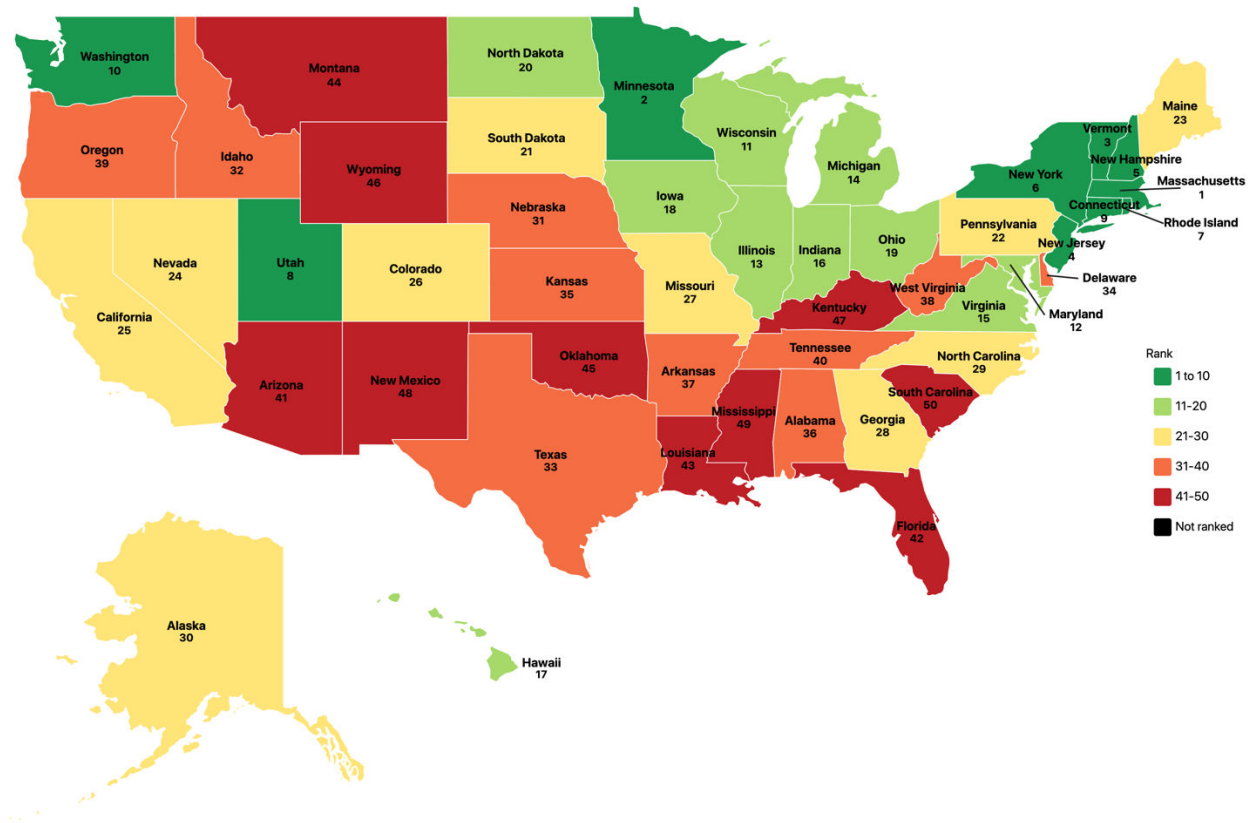 Washington
10
Montana
44
North Dakota
20
Minnesota
2
Maine
23
Vermont
3
New Hampshire
5
Massachusetts
1
Wisconsin
11
South Dakota
21
Oregon
39
Idaho
32
Wyoming
46
Michigan
14
New York
6
Connecticut
9
Rhode Island
7
Iowa
18
Nebraska
31
Pennsylvania
22
New Jersey
4
Nevada
24
Utah
8
Colorado
26
Illinois
13
Indiana
16
Ohio
19
Delaware
34
Kansas
35
Missouri
27
West Virginia
38
Virginia
15
Maryland
12
California
25
Kentucky
47
Tennessee
40
North Carolina
29
Oklahoma
45
Arkansas
37
Arizona
41
New Mexico
48
South Carolina
50
Mississippi
49
Alabama
36
Georgia
28
Texas
33
Louisiana
43
Florida
42
Alaska
30
Hawaii
17
Rank
1 to 10
11-20
21-30
31-40
41-50
Not ranked